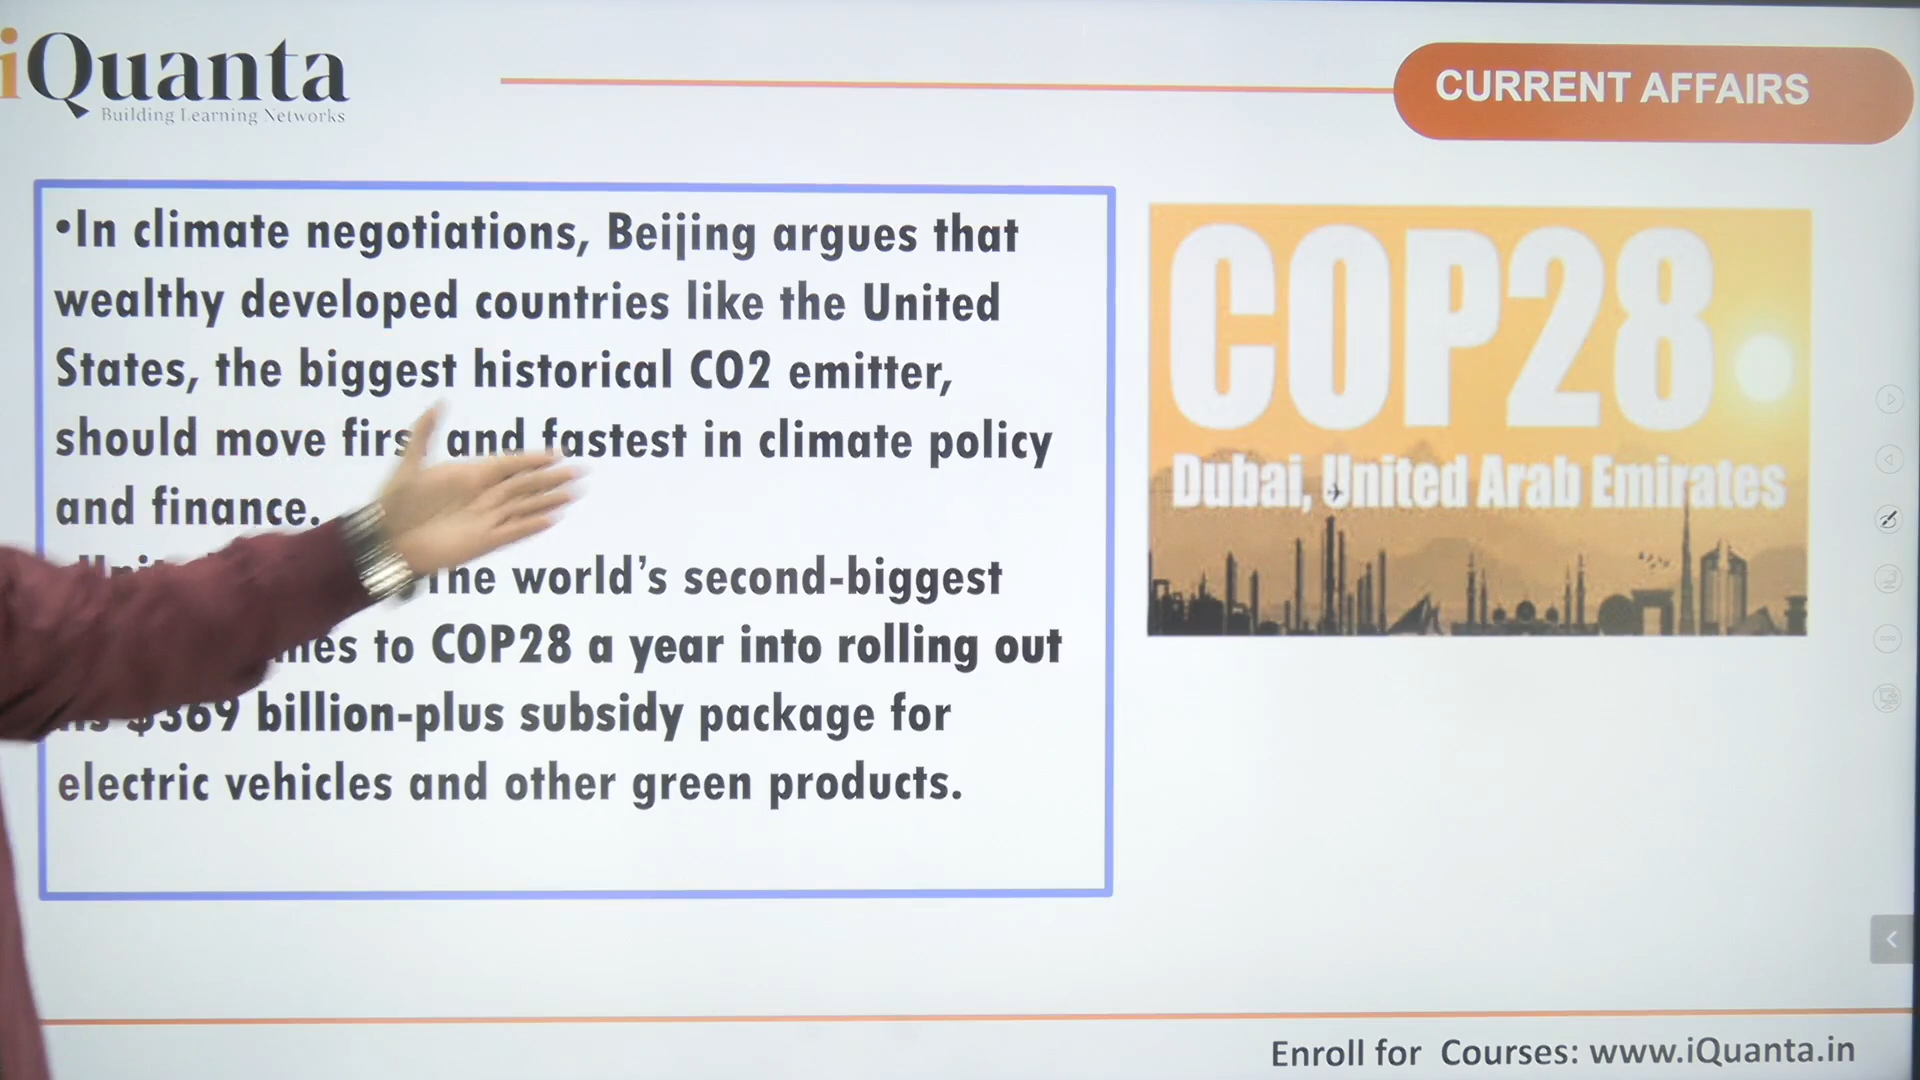 iQuanta
Building Learning Networks
CURRENT AFFAIRS
•In climate negotiations, Beijing argues that
wealthy developed countries like the United
States, the biggest historical CO2 emitter,
should move first and fastest in climate policy
and finance.
The world's second-biggest
to COP28 a year into rolling out
$369 billion-plus subsidy package for
electric vehicles and other green products.
COP28
Dubai, United Arab Emirates
Enroll for Courses: www.iQuanta.in